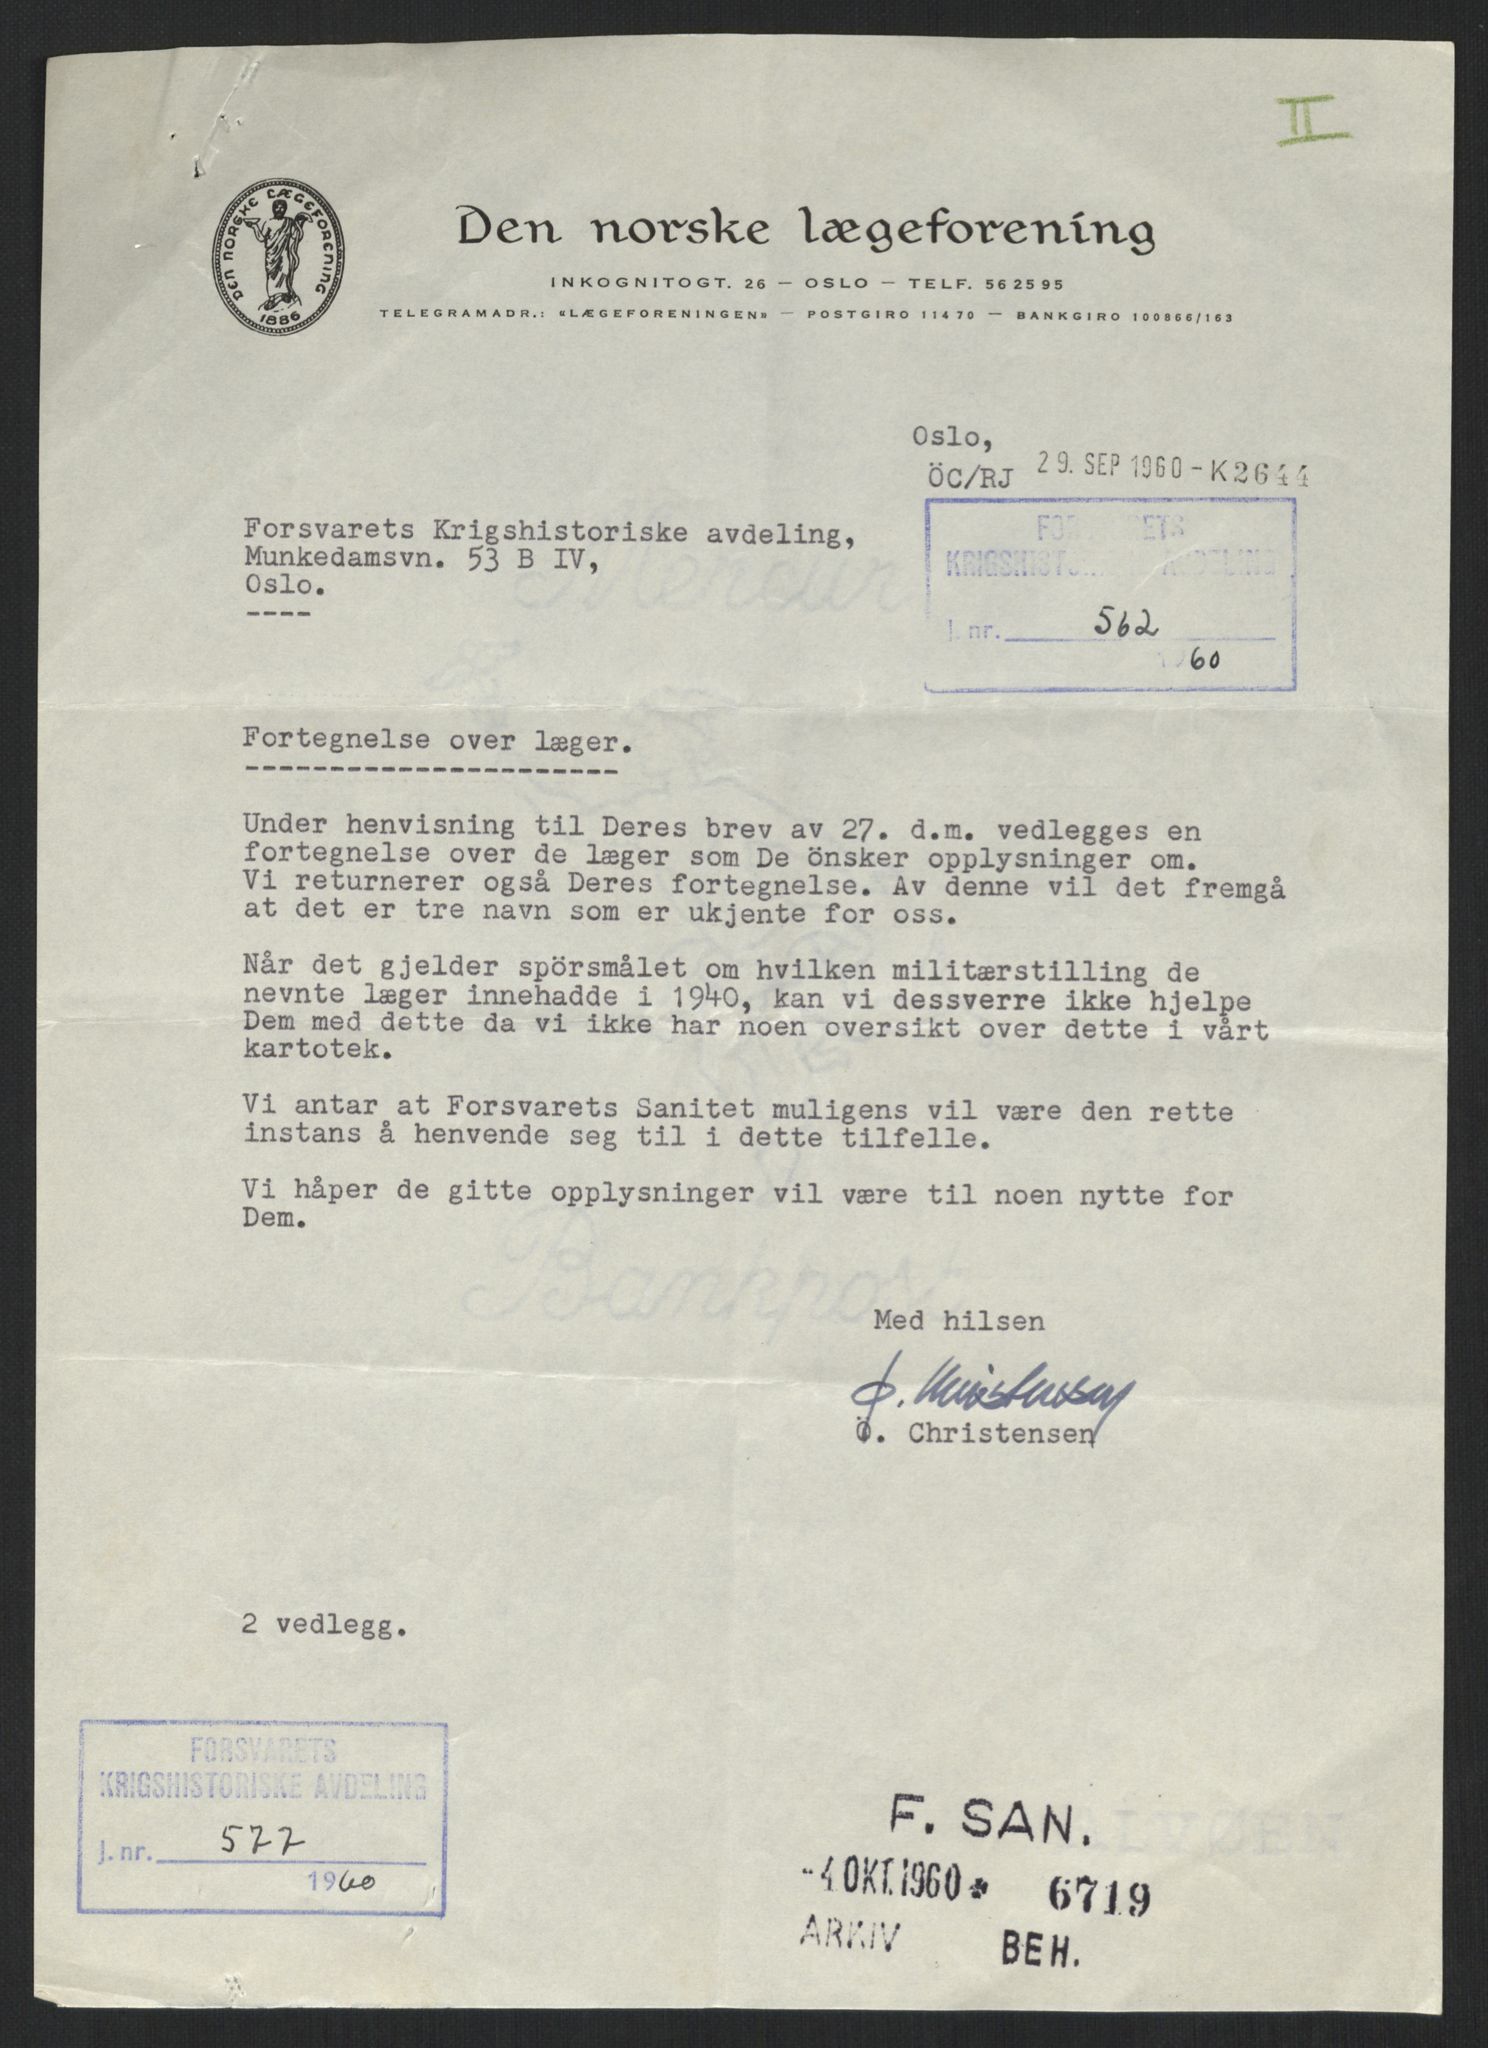 II
DEN NORSKE LÆGEFORENING
1886
Den norske lægeforening
INKOGNITOGT. 26 — OSLO — TELF. 56 25 95
TELEGRAMADR.: «LÆGEFORENINGEN» — POSTGIRO 114 70 — BANKGIRO 100866/163
Oslo,
ÖC/RJ 29. SEP 1960 - K2644
Forsvarets Krigshistoriske avdeling,
Munkedamsvn. 53 B IV,
Oslo.
----
FORSVARETS
KRIGSHISTORISKE AVDELING
j. nr. 562
1960
Fortegnelse over læger.
----------------------
Under henvisning til Deres brev av 27. d.m. vedlegges en
fortegnelse over de læger som De önsker opplysninger om.
Vi returnerer også Deres fortegnelse. Av denne vil det fremgå
at det er tre navn som er ukjente for oss.
Når det gjelder spörsmålet om hvilken militærstilling de
nevnte læger innehadde i 1940, kan vi dessverre ikke hjelpe
Dem med dette da vi ikke har noen oversikt over dette i vårt
kartotek.
Vi antar at Forsvarets Sanitet muligens vil være den rette
instans å henvende seg til i dette tilfelle.
Vi håper de gitte opplysninger vil være til noen nytte for
Dem.
Bankpost
Med hilsen
Ø. Christensen
Ö. Christensen
2 vedlegg.
FORSVARETS
KRIGSHISTORISKE AVDELING
j. nr. 577
1960
F. SAN.
-4 OKT. 1960 * 6719
ARKIV BEH.